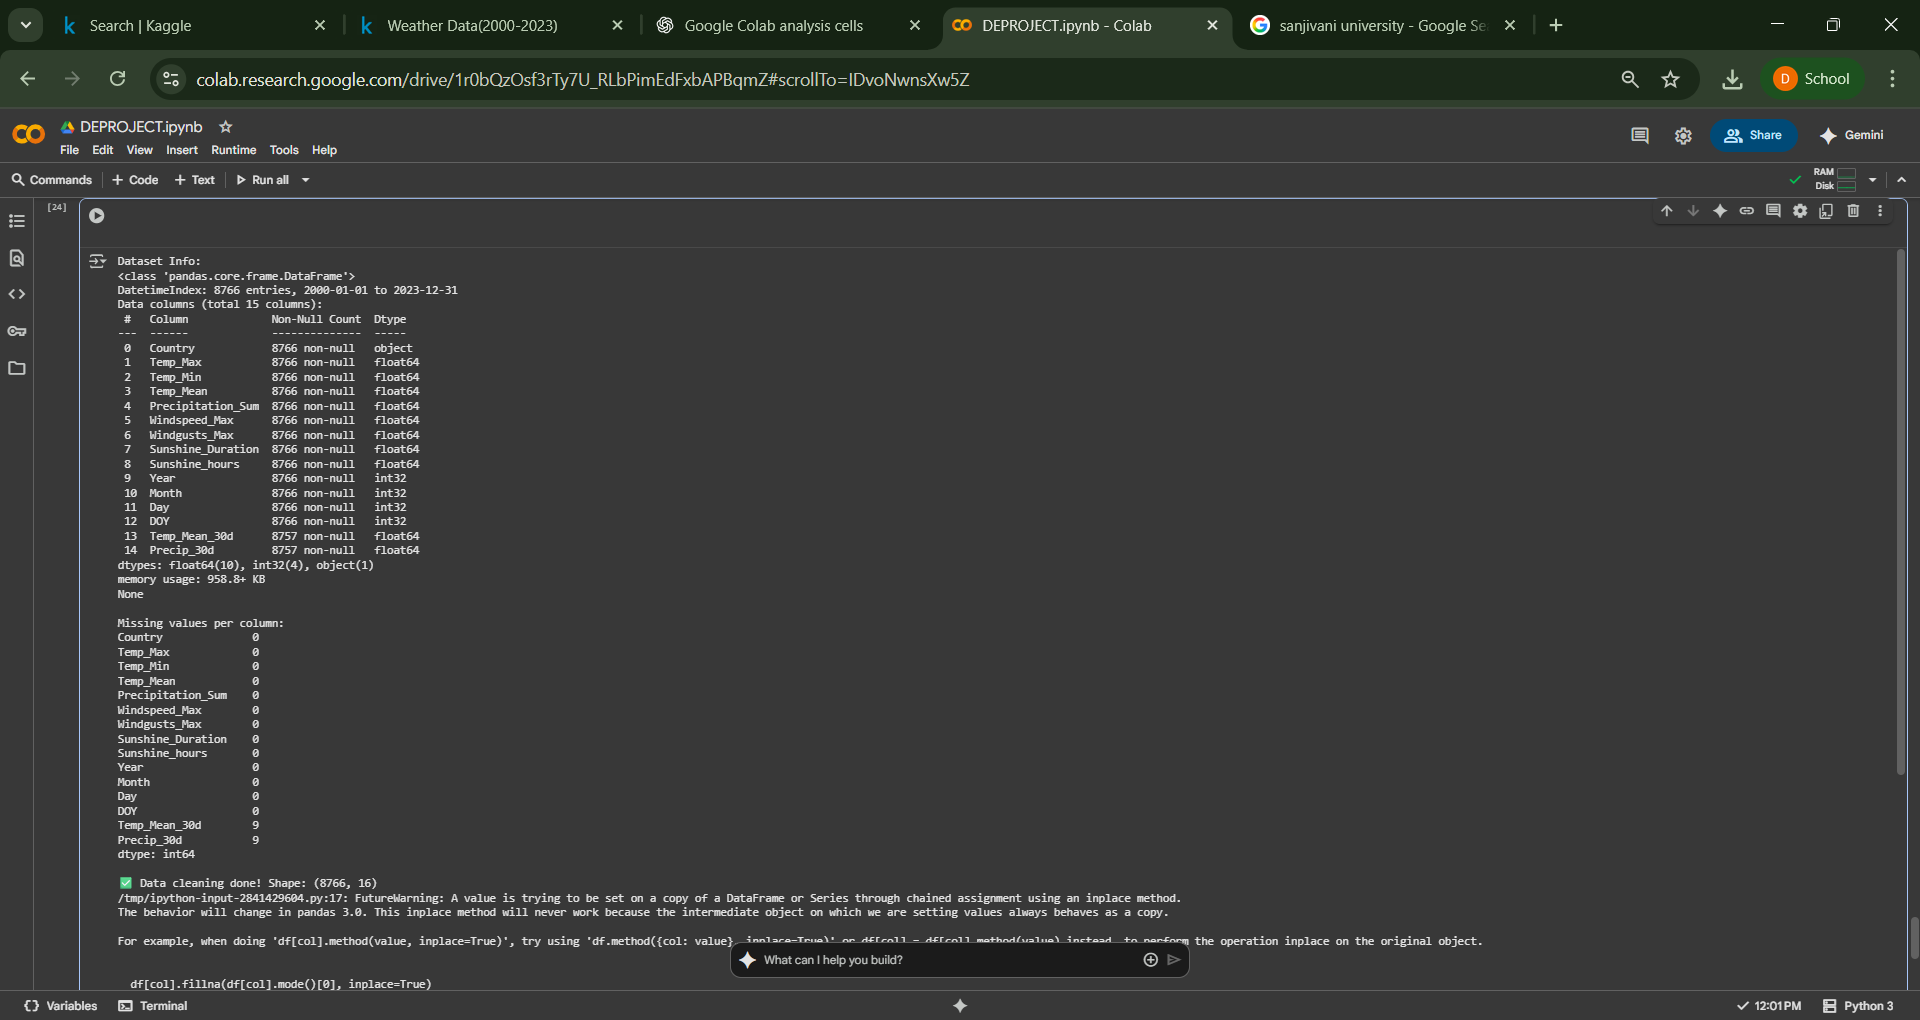 Search | Kaggle
Weather Data(2000-2023)
Google Colab analysis cells
DEPROJECT.ipynb - Colab
sanjivani university - Google Se
colab.research.google.com/drive/1r0bQzOsf3rTy7U_RLbPimEdFxbAPBqmZ#scrollTo=IDvoNwnsXw5Z
D School
DEPROJECT.ipynb
File Edit View Insert Runtime Tools Help
Share
Gemini
Commands + Code + Text Run all
RAM
Disk
[24]
Dataset Info:
<class 'pandas.core.frame.DataFrame'>
DatetimeIndex: 8766 entries, 2000-01-01 to 2023-12-31
Data columns (total 15 columns):
# Column Non-Null Count Dtype
--- ------ -------------- -----
0 Country 8766 non-null object
1 Temp_Max 8766 non-null float64
2 Temp_Min 8766 non-null float64
3 Temp_Mean 8766 non-null float64
4 Precipitation_Sum 8766 non-null float64
5 Windspeed_Max 8766 non-null float64
6 Windgusts_Max 8766 non-null float64
7 Sunshine_Duration 8766 non-null float64
8 Sunshine_hours 8766 non-null float64
9 Year 8766 non-null int32
10 Month 8766 non-null int32
11 Day 8766 non-null int32
12 DOY 8766 non-null int32
13 Temp_Mean_30d 8757 non-null float64
14 Precip_30d 8757 non-null float64
dtypes: float64(10), int32(4), object(1)
memory usage: 958.8+ KB
None
Missing values per column:
Country 0
Temp_Max 0
Temp_Min 0
Temp_Mean 0
Precipitation_Sum 0
Windspeed_Max 0
Windgusts_Max 0
Sunshine_Duration 0
Sunshine_hours 0
Year 0
Month 0
Day 0
DOY 0
Temp_Mean_30d 9
Precip_30d 9
dtype: int64
✅ Data cleaning done! Shape: (8766, 16)
/tmp/ipython-input-2841429604.py:17: FutureWarning: A value is trying to be set on a copy of a DataFrame or Series through chained assignment using an inplace method.
The behavior will change in pandas 3.0. This inplace method will never work because the intermediate object on which we are setting values always behaves as a copy.
For example, when doing 'df[col].method(value, inplace=True)', try using 'df.method({col: value}, inplace=True)' or df[col] = df[col].method(value) instead, to perform the operation inplace on the original object.
What can I help you build?
df[col].fillna(df[col].mode()[0], inplace=True)
Variables Terminal
12:01 PM
Python 3